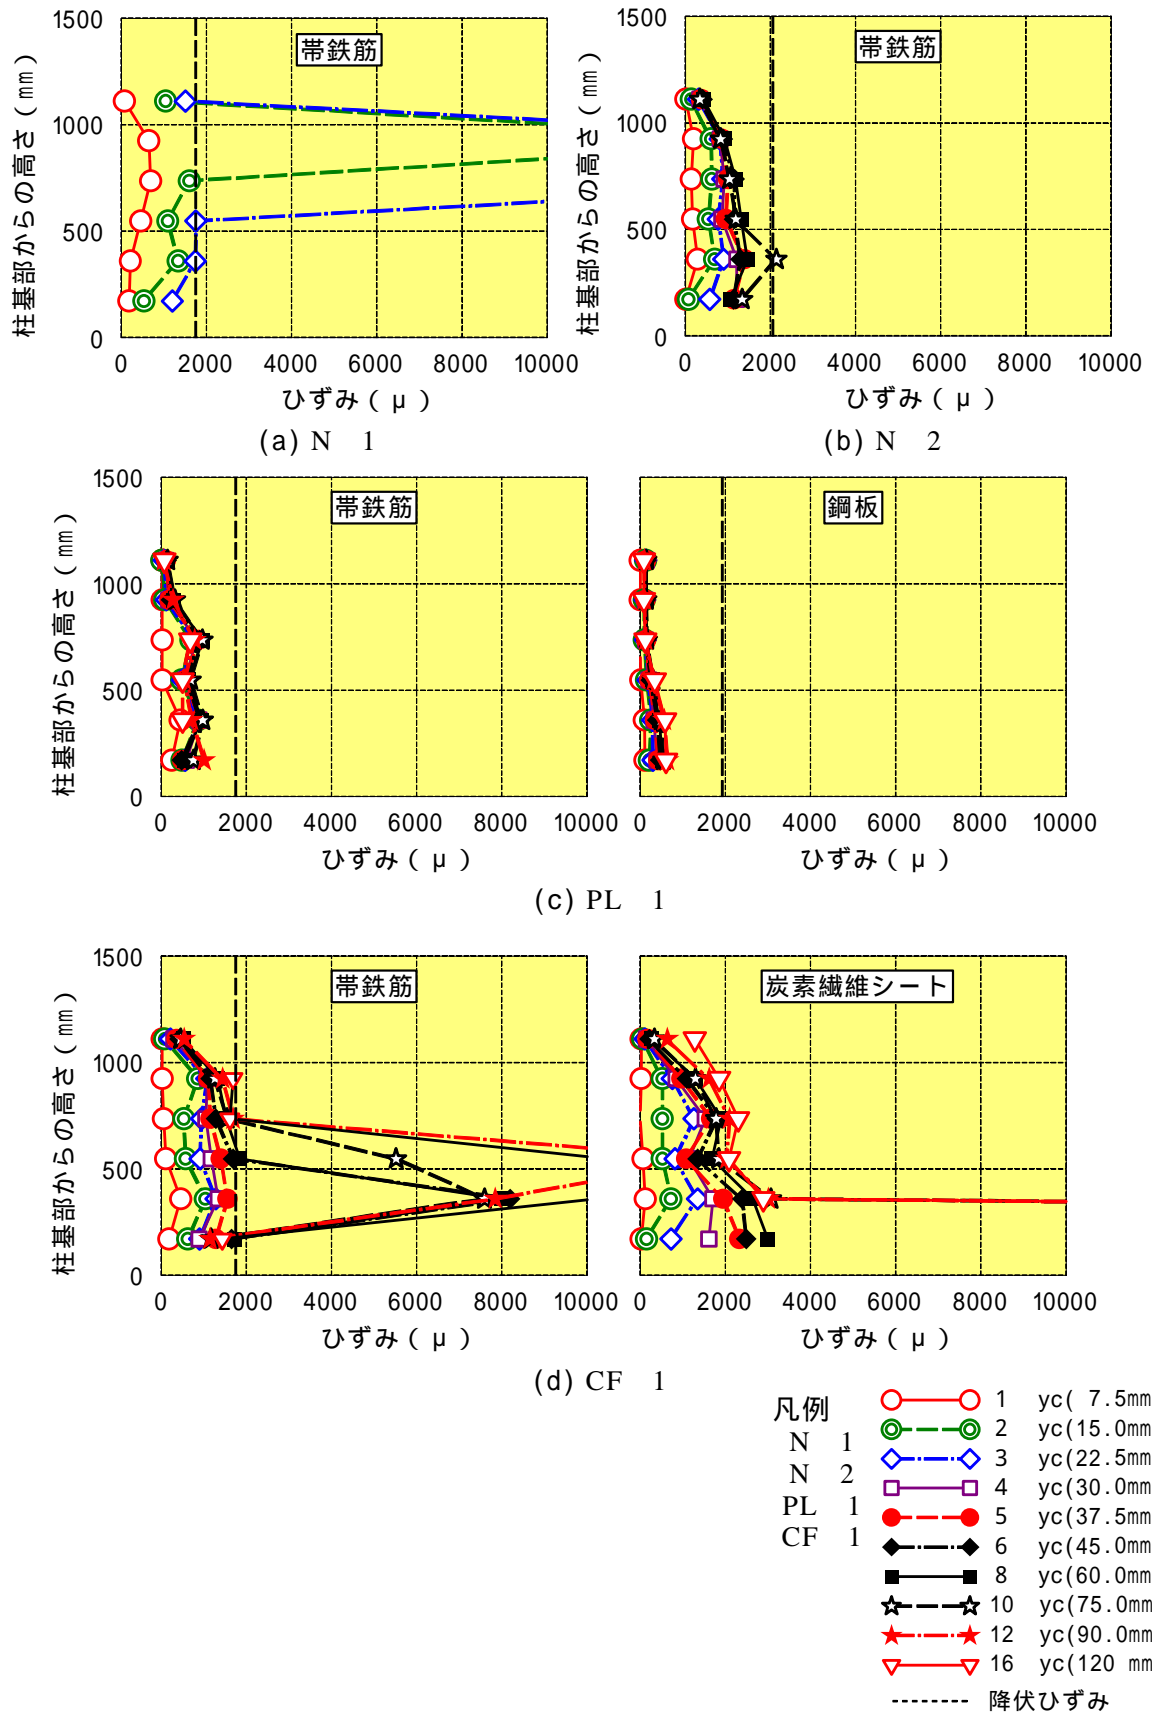 1500
1000
500
0
柱基部からの高さ(㎜)
帯鉄筋
0 2000 4000 6000 8000 10000
ひずみ(μ)
(a) N 1
1500
1000
500
0
柱基部からの高さ(㎜)
帯鉄筋
0 2000 4000 6000 8000 10000
ひずみ(μ)
(b) N 2
1500
1000
500
0
柱基部からの高さ(㎜)
帯鉄筋
0 2000 4000 6000 8000 10000
ひずみ(μ)
鋼板
0 2000 4000 6000 8000 10000
ひずみ(μ)
(c) PL 1
1500
1000
500
0
柱基部からの高さ(㎜)
帯鉄筋
0 2000 4000 6000 8000 10000
ひずみ(μ)
炭素繊維シート
0 2000 4000 6000 8000 10000
ひずみ(μ)
(d) CF 1
凡例
N 1
N 2
PL 1
CF 1
1 yc( 7.5mm
2 yc(15.0mm
3 yc(22.5mm
4 yc(30.0mm
5 yc(37.5mm
6 yc(45.0mm
8 yc(60.0mm
10 yc(75.0mm
12 yc(90.0mm
16 yc(120 mm
降伏ひずみ